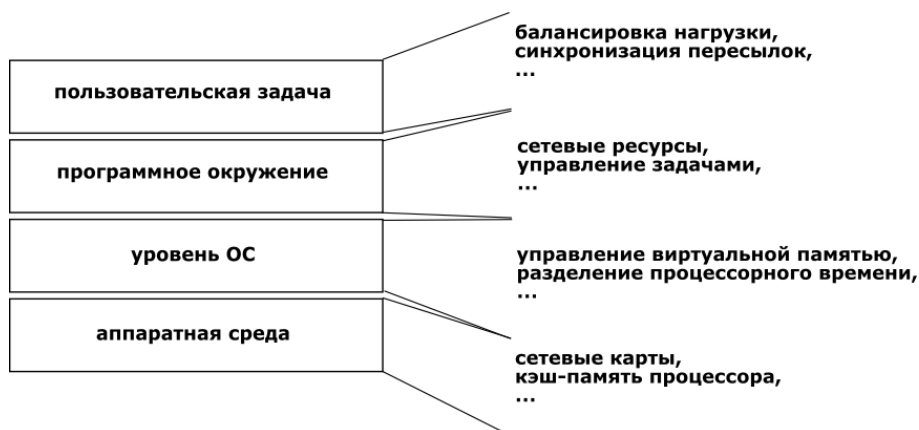 балансировка нагрузки,
синхронизация пересылок,
...
пользовательская задача
программное окружение
сетевые ресурсы,
управление задачами,
...
уровень ОС
управление виртуальной памятью,
разделение процессорного времени,
...
аппаратная среда
сетевые карты,
кэш-память процессора,
...